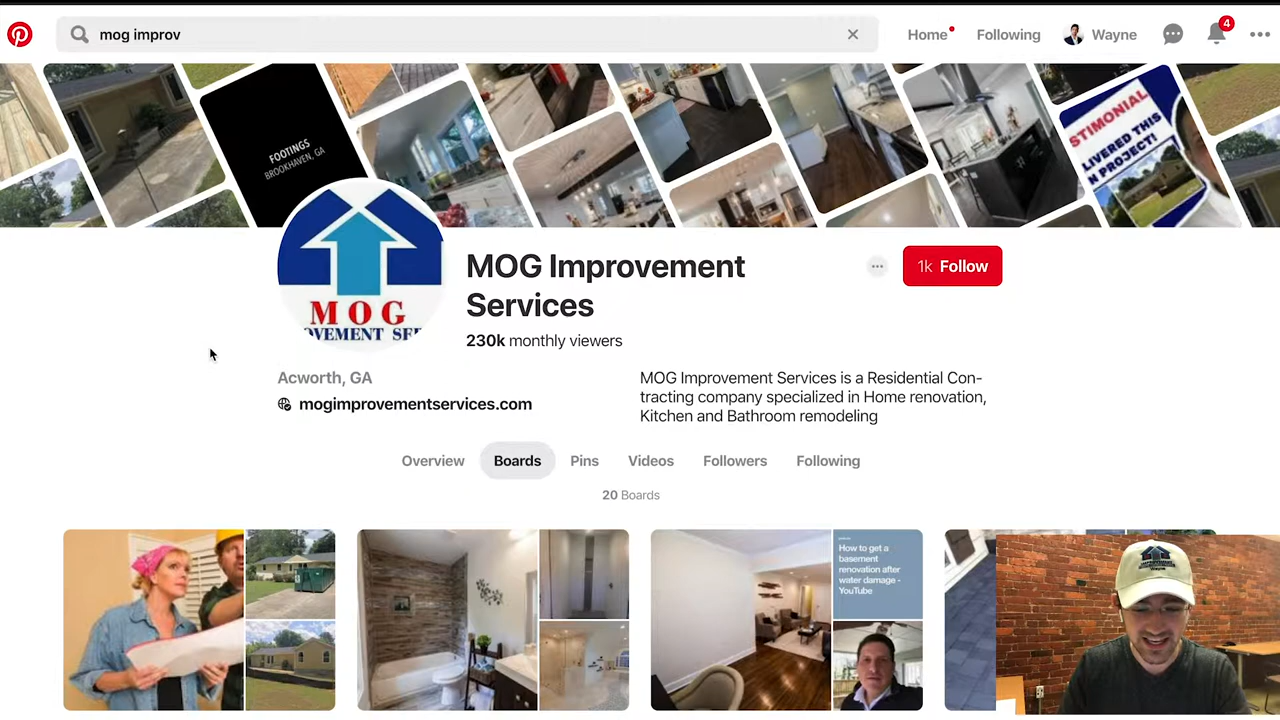 mog improv
Home
Following
Wayne
4
FOOTINGS
BROOKHAVEN, GA
STIMONIAL
LIVERED THIS
N PROJECT!
MOG
OVEMENT SE
MOG Improvement
Services
1k Follow
230k monthly viewers
Acworth, GA
mogimprovementservices.com
MOG Improvement Services is a Residential Con-
tracting company specialized in Home renovation,
Kitchen and Bathroom remodeling
Overview
Boards
Pins
Videos
Followers
Following
20 Boards
How to get a
basement
renovation after
water damage -
YouTube
Wayne